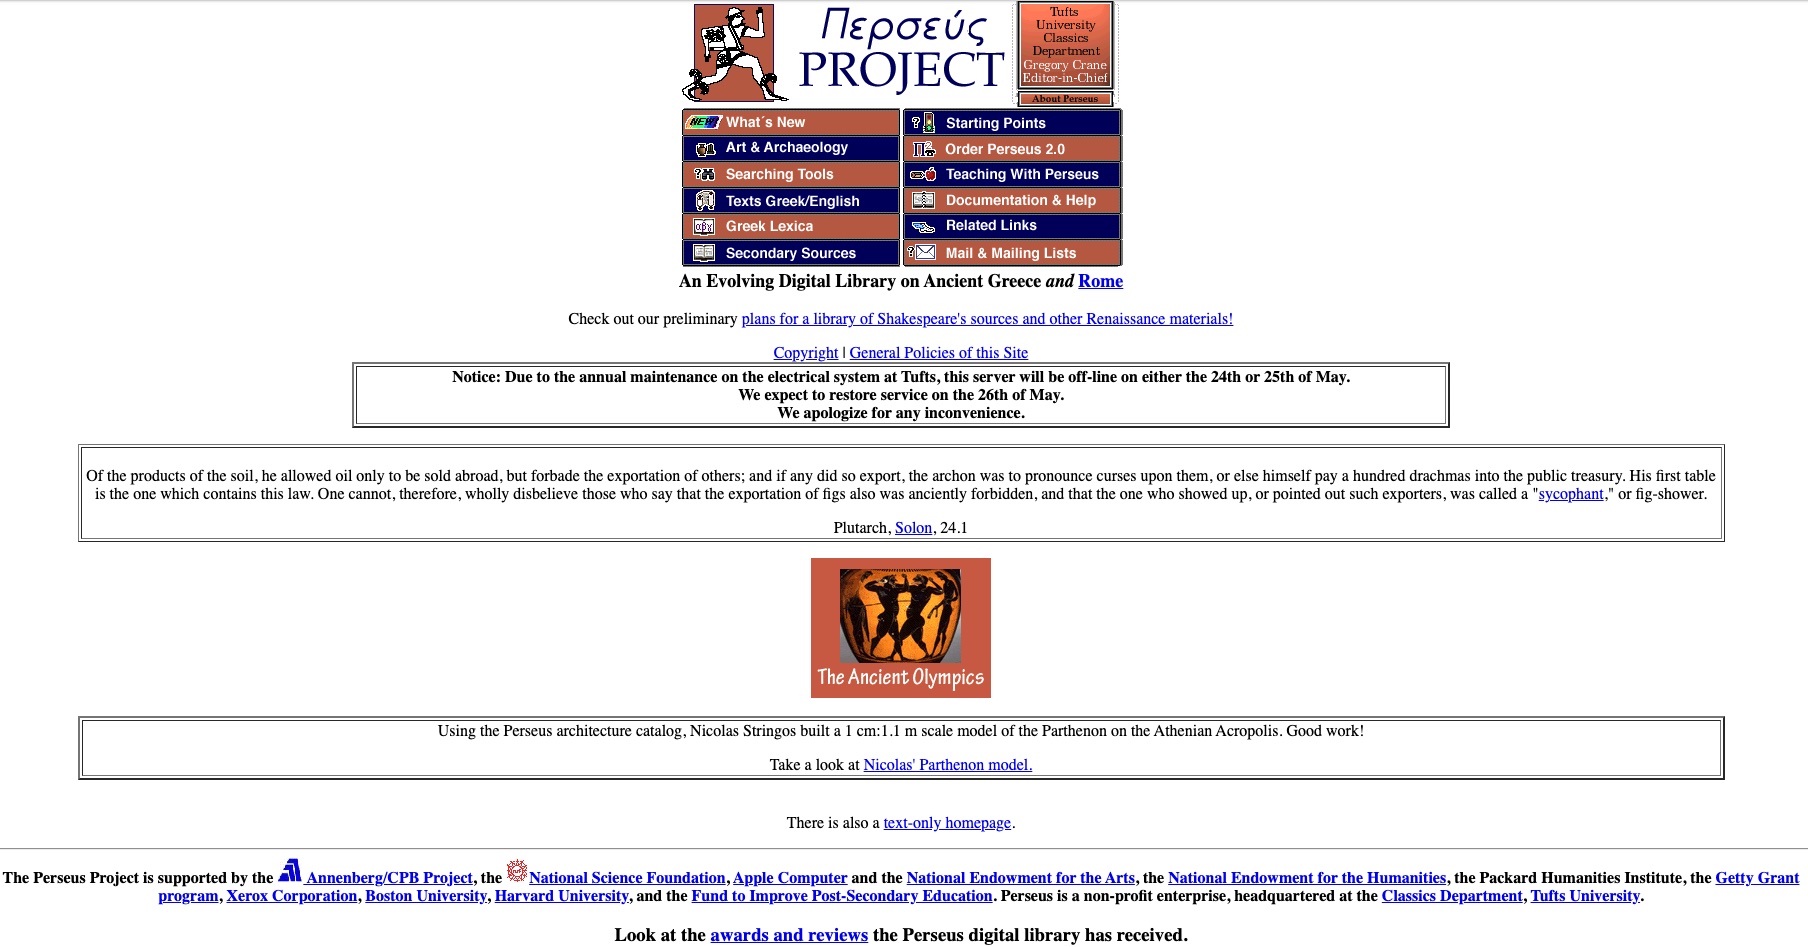 Περσεύς
PROJECT
Tufts
University
Classics
Department
Gregory Crane
Editor-in-Chief
About Perseus
NEW! What´s New
Starting Points
Art & Archaeology
Order Perseus 2.0
Searching Tools
Teaching With Perseus
Texts Greek/English
Documentation & Help
αβγ Greek Lexica
Related Links
Secondary Sources
Mail & Mailing Lists
An Evolving Digital Library on Ancient Greece and Rome
Check out our preliminary plans for a library of Shakespeare's sources and other Renaissance materials!
Copyright | General Policies of this Site
Notice: Due to the annual maintenance on the electrical system at Tufts, this server will be off-line on either the 24th or 25th of May.
We expect to restore service on the 26th of May.
We apologize for any inconvenience.
Of the products of the soil, he allowed oil only to be sold abroad, but forbade the exportation of others; and if any did so export, the archon was to pronounce curses upon them, or else himself pay a hundred drachmas into the public treasury. His first table
is the one which contains this law. One cannot, therefore, wholly disbelieve those who say that the exportation of figs also was anciently forbidden, and that the one who showed up, or pointed out such exporters, was called a "sycophant," or fig-shower.
Plutarch, Solon, 24.1
The Ancient Olympics
Using the Perseus architecture catalog, Nicolas Stringos built a 1 cm:1.1 m scale model of the Parthenon on the Athenian Acropolis. Good work!
Take a look at Nicolas' Parthenon model.
There is also a text-only homepage.
The Perseus Project is supported by the Annenberg/CPB Project, the National Science Foundation, Apple Computer and the National Endowment for the Arts, the National Endowment for the Humanities, the Packard Humanities Institute, the Getty Grant
program, Xerox Corporation, Boston University, Harvard University, and the Fund to Improve Post-Secondary Education. Perseus is a non-profit enterprise, headquartered at the Classics Department, Tufts University.
Look at the awards and reviews the Perseus digital library has received.